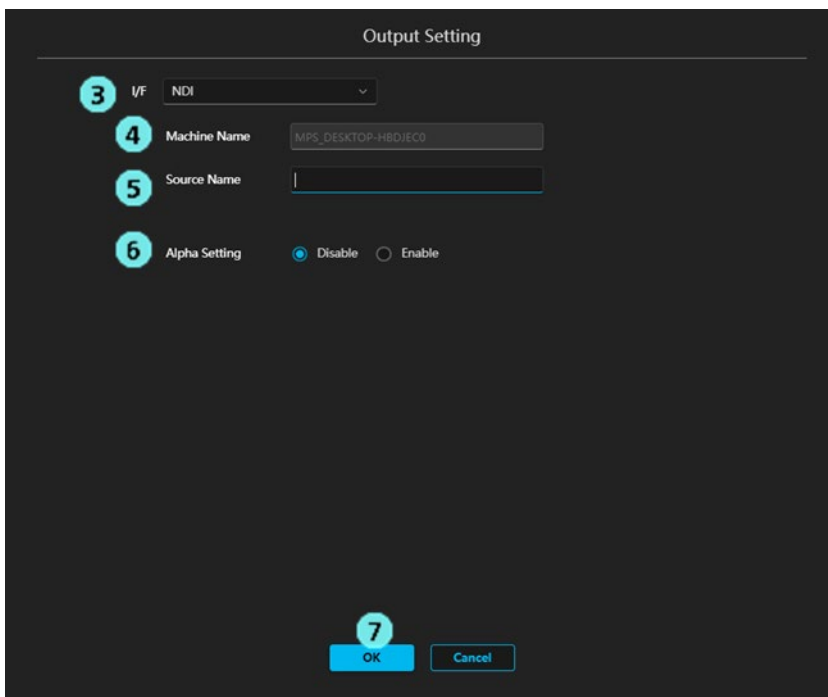 Output Setting
3 I/F NDI
4 Machine Name MPS_DESKTOP-HBDJEC0
5 Source Name
6 Alpha Setting Disable Enable
7
OK Cancel